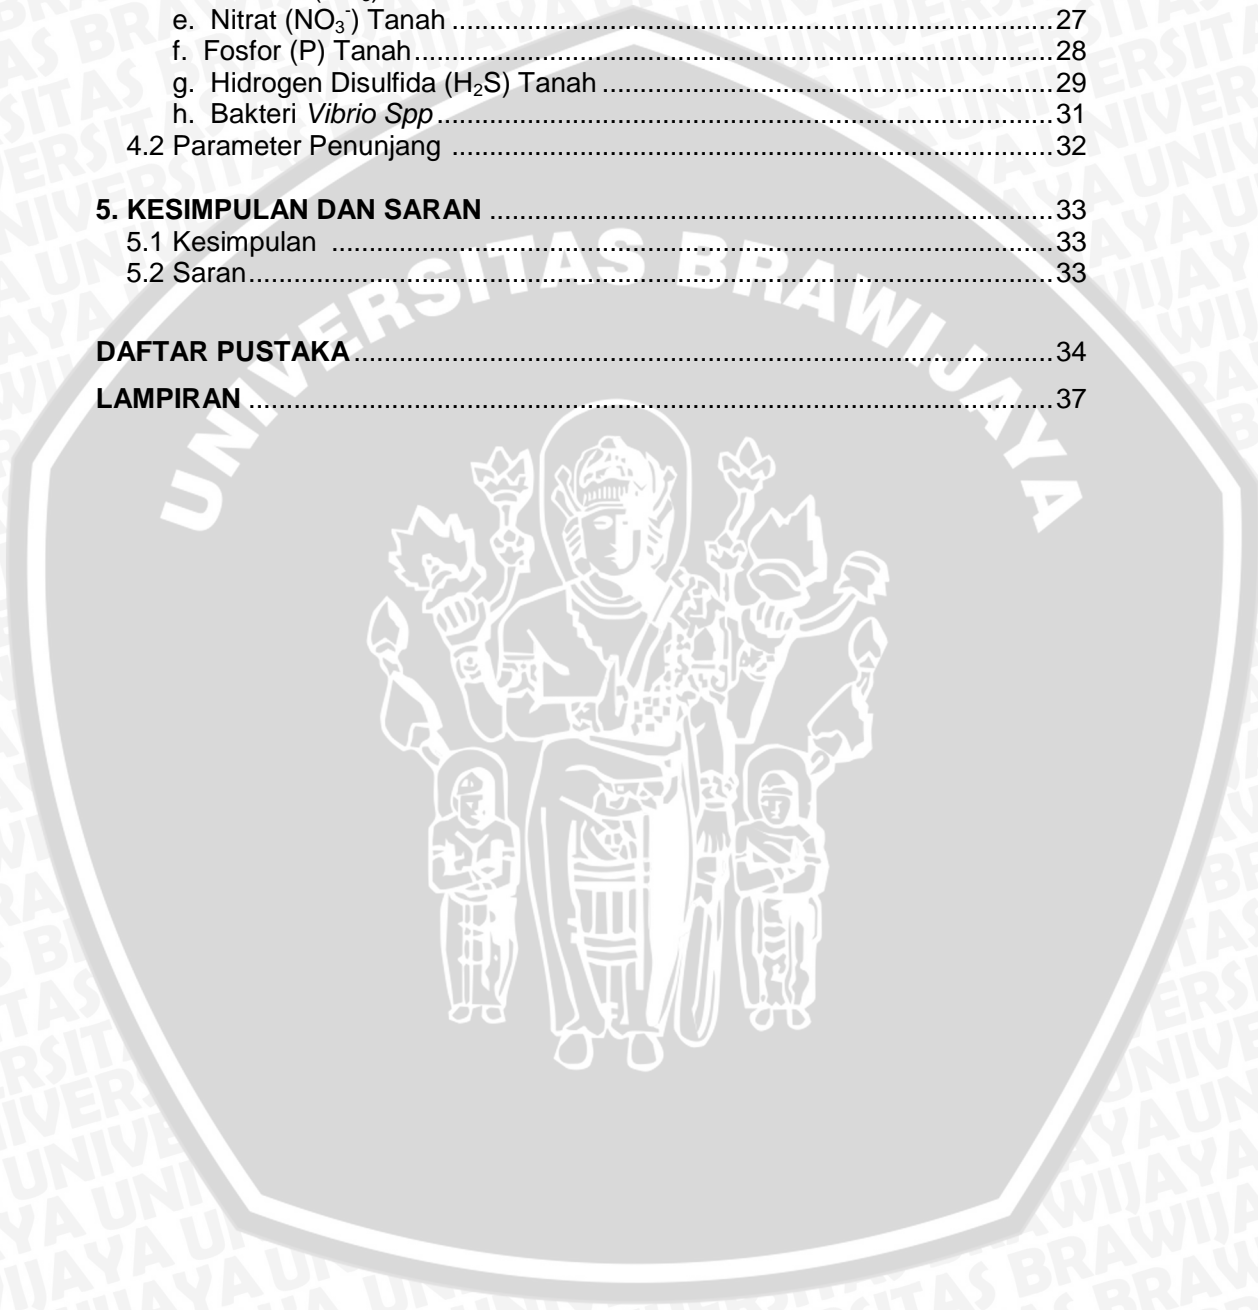 e. Nitrat (NO₃⁻) Tanah ........................................ 27
f. Fosfor (P) Tanah ........................................ 28
g. Hidrogen Disulfida (H₂S) Tanah ........................................ 29
h. Bakteri Vibrio Spp ........................................ 31
4.2 Parameter Penunjang ........................................ 32
5. KESIMPULAN DAN SARAN ........................................ 33
5.1 Kesimpulan ........................................ 33
5.2 Saran ........................................ 33
DAFTAR PUSTAKA ........................................ 34
LAMPIRAN ........................................ 37
UNIVERSITAS BRAWIJAYA